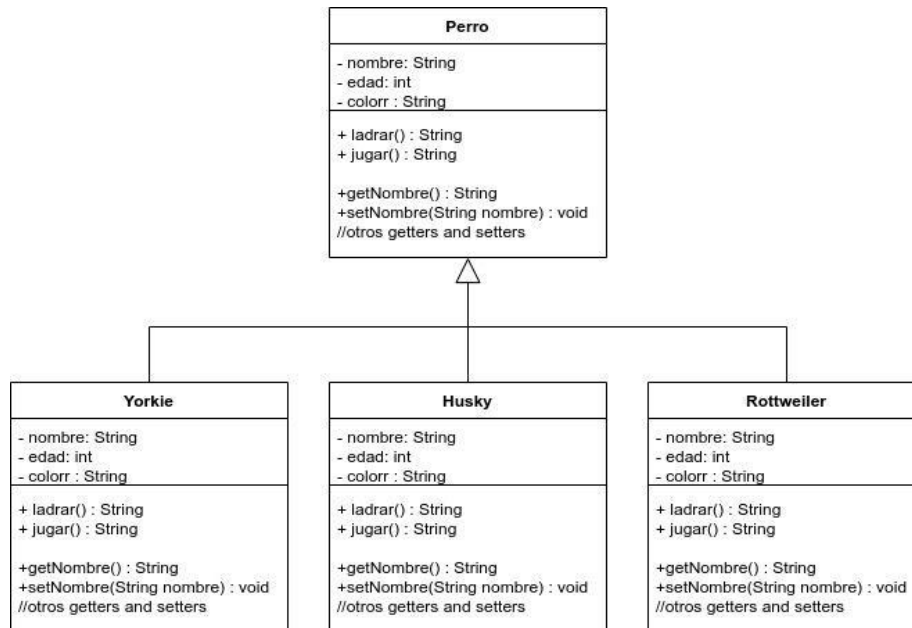 Perro
- nombre: String
- edad: int
- colorr : String
+ ladrar() : String
+ jugar() : String
+getNombre() : String
+setNombre(String nombre) : void
//otros getters and setters
Yorkie
- nombre: String
- edad: int
- colorr : String
+ ladrar() : String
+ jugar() : String
+getNombre() : String
+setNombre(String nombre) : void
//otros getters and setters
Husky
- nombre: String
- edad: int
- colorr : String
+ ladrar() : String
+ jugar() : String
+getNombre() : String
+setNombre(String nombre) : void
//otros getters and setters
Rottweiler
- nombre: String
- edad: int
- colorr : String
+ ladrar() : String
+ jugar() : String
+getNombre() : String
+setNombre(String nombre) : void
//otros getters and setters